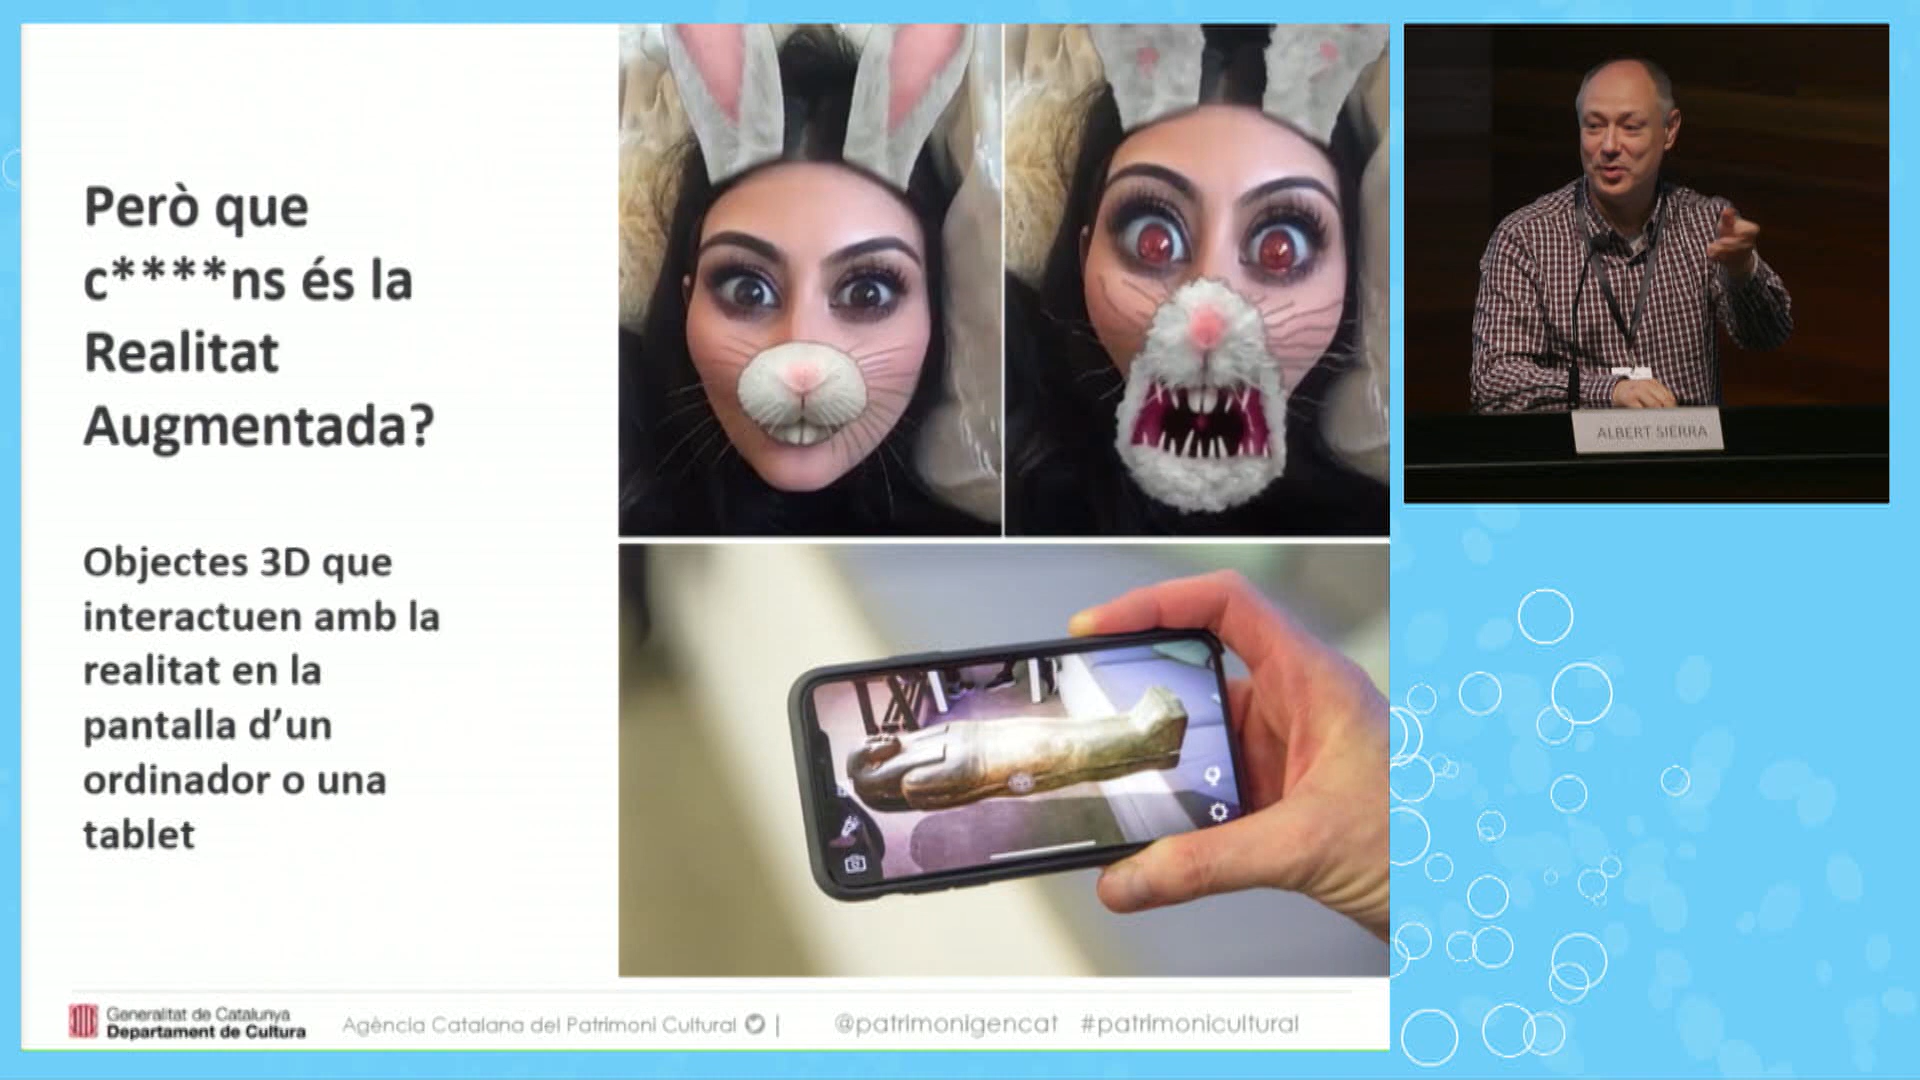 Però que
c****ns és la
Realitat
Augmentada?
Objectes 3D que
interactuen amb la
realitat en la
pantalla d’un
ordinador o una
tablet
ALBERT SIERRA
Generalitat de Catalunya
Departament de Cultura
Agència Catalana del Patrimoni Cultural | @patrimonigencat #patrimonicultural